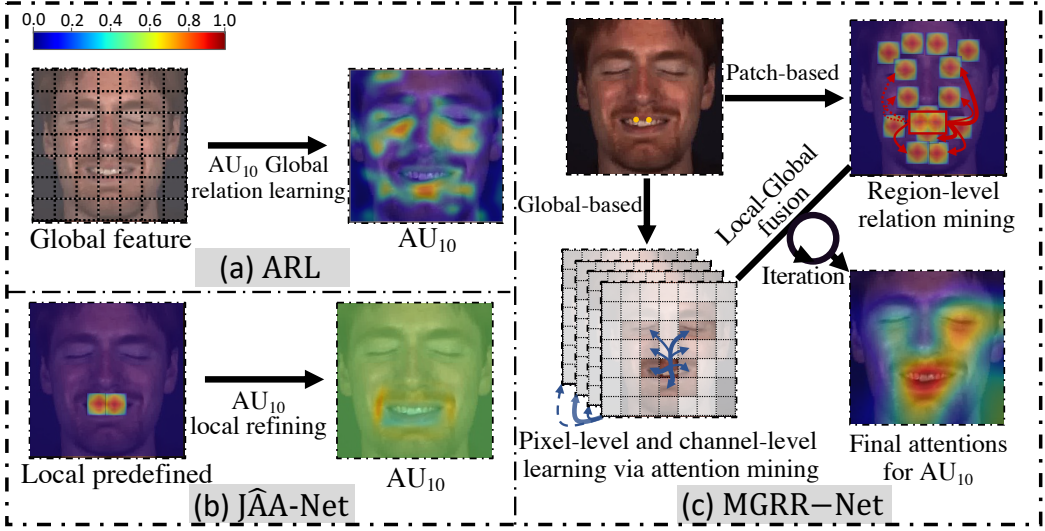 0.0 0.2 0.4 0.6 0.8 1.0
AU₁₀ Global
relation learning
Global feature
AU₁₀
(a) ARL
AU₁₀
local refining
Local predefined
AU₁₀
(b) JÂA-Net
Patch-based
Global-based
Local-Global
fusion
Region-level
relation mining
Iteration
Pixel-level and channel-level
learning via attention mining
Final attentions
for AU₁₀
(c) MGRR−Net